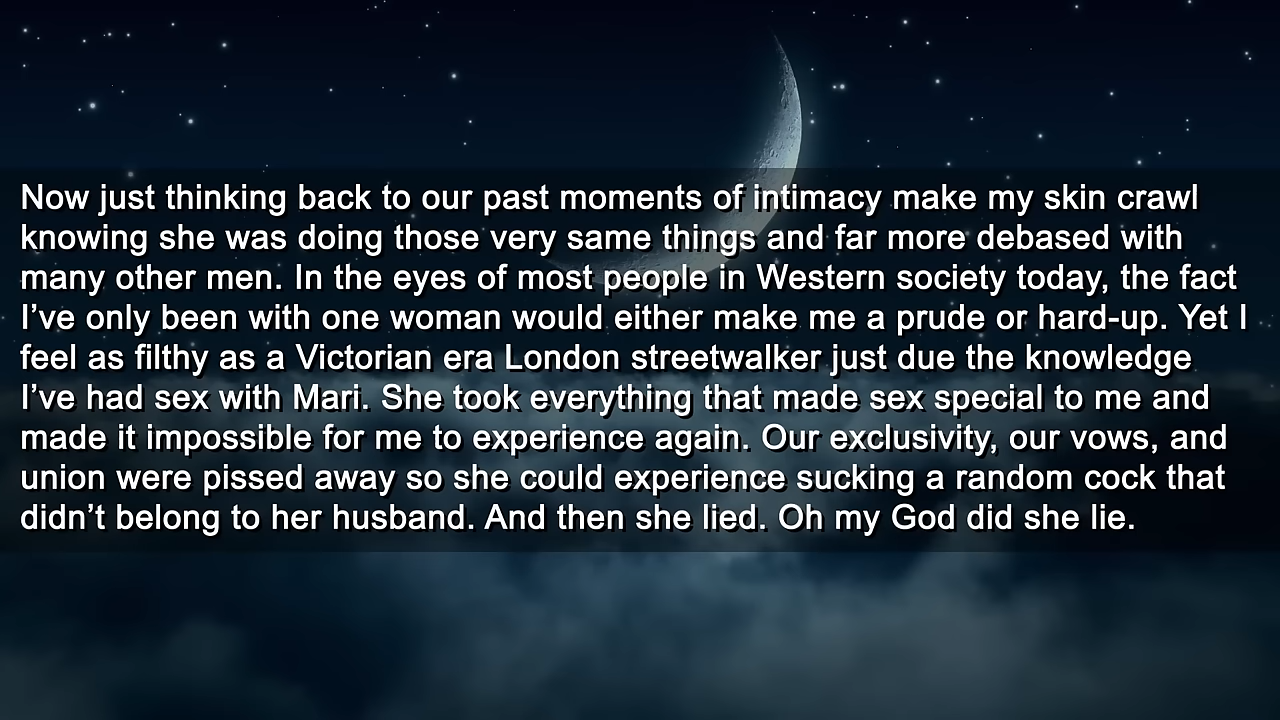 Now just thinking back to our past moments of intimacy make my skin crawl
knowing she was doing those very same things and far more debased with
many other men. In the eyes of most people in Western society today, the fact
I’ve only been with one woman would either make me a prude or hard-up. Yet I
feel as filthy as a Victorian era London streetwalker just due the knowledge
I’ve had sex with Mari. She took everything that made sex special to me and
made it impossible for me to experience again. Our exclusivity, our vows, and
union were pissed away so she could experience sucking a random cock that
didn’t belong to her husband. And then she lied. Oh my God did she lie.